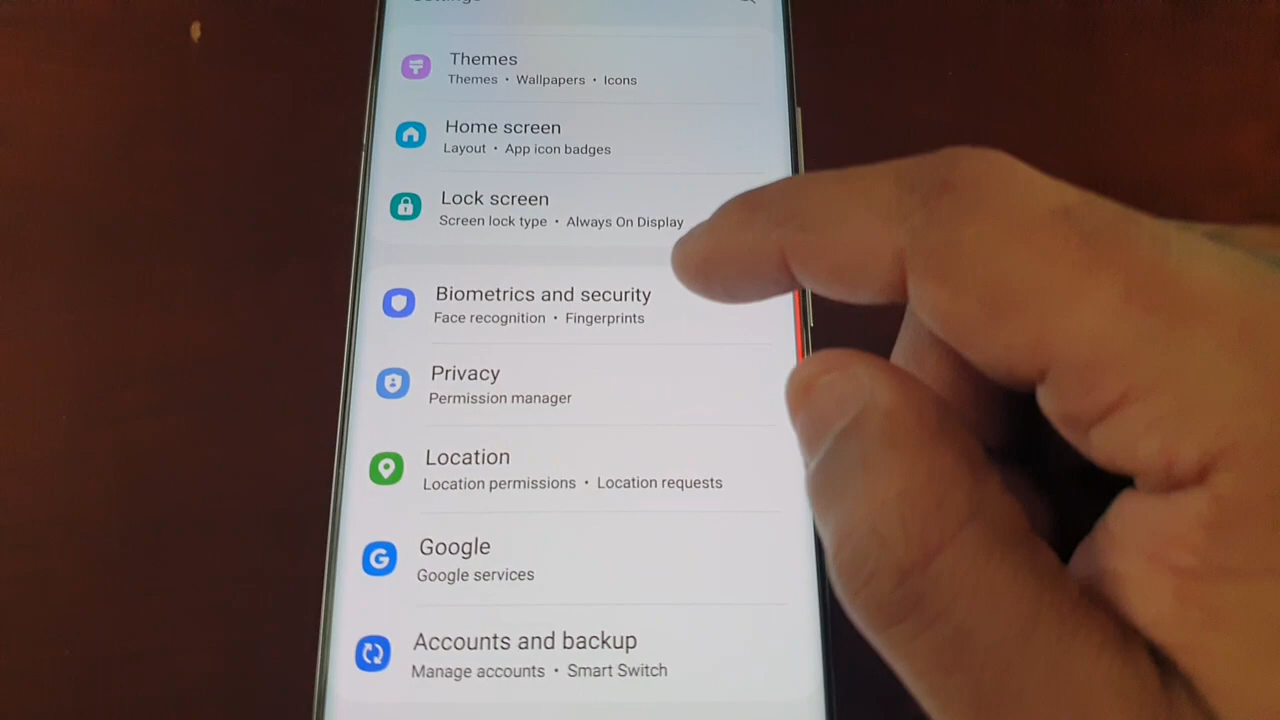 Settings
Themes
Themes • Wallpapers • Icons
Home screen
Layout • App icon badges
Lock screen
Screen lock type • Always On Display
Biometrics and security
Face recognition • Fingerprints
Privacy
Permission manager
Location
Location permissions • Location requests
Google
Google services
Accounts and backup
Manage accounts • Smart Switch